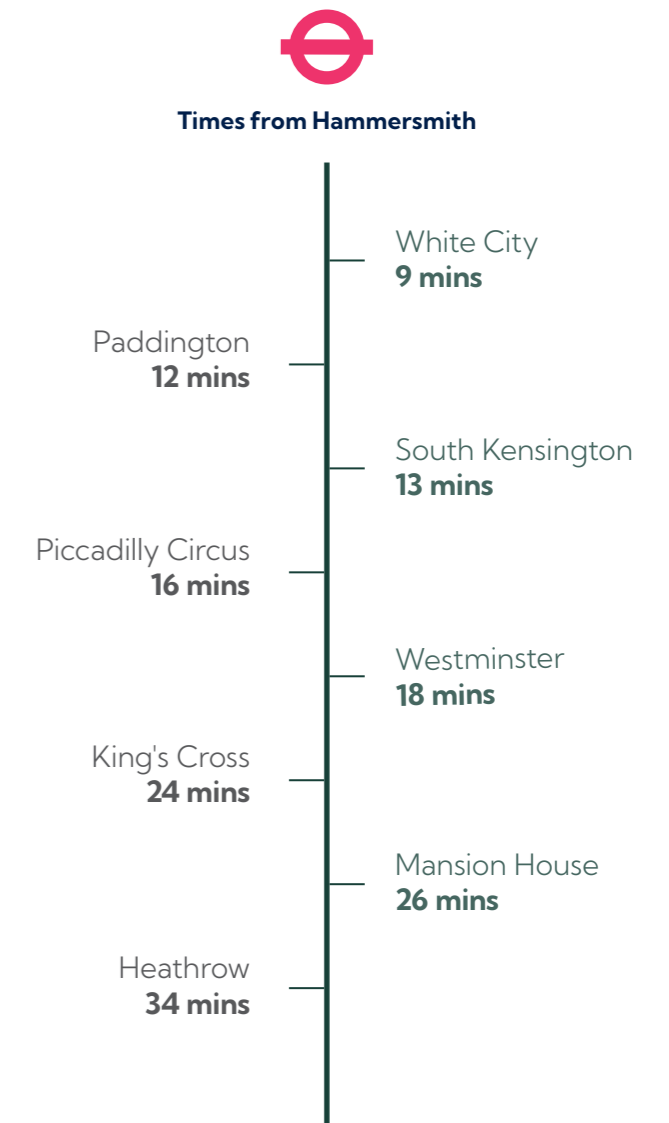 Times from Hammersmith
White City
9 mins
Paddington
12 mins
South Kensington
13 mins
Piccadilly Circus
16 mins
Westminster
18 mins
King's Cross
24 mins
Mansion House
26 mins
Heathrow
34 mins